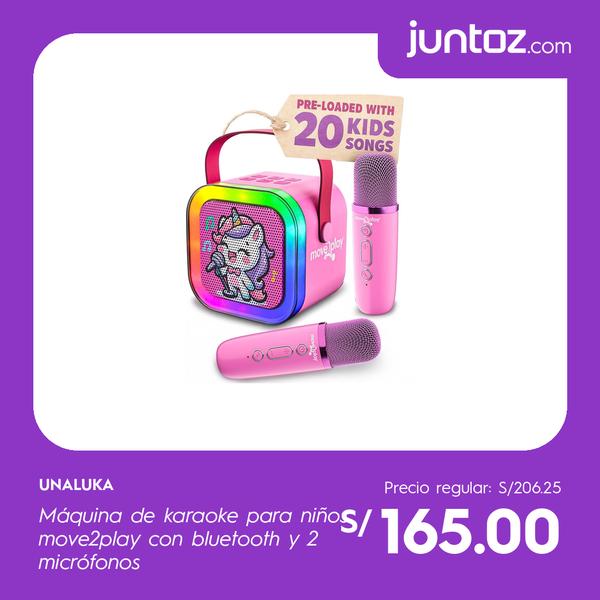 juntoz.com
PRE-LOADED WITH
20 KIDS
SONGS
move2play
UNALUKA
Máquina de karaoke para niños
move2play con bluetooth y 2
micrófonos
Precio regular: S/206.25
S/165.00